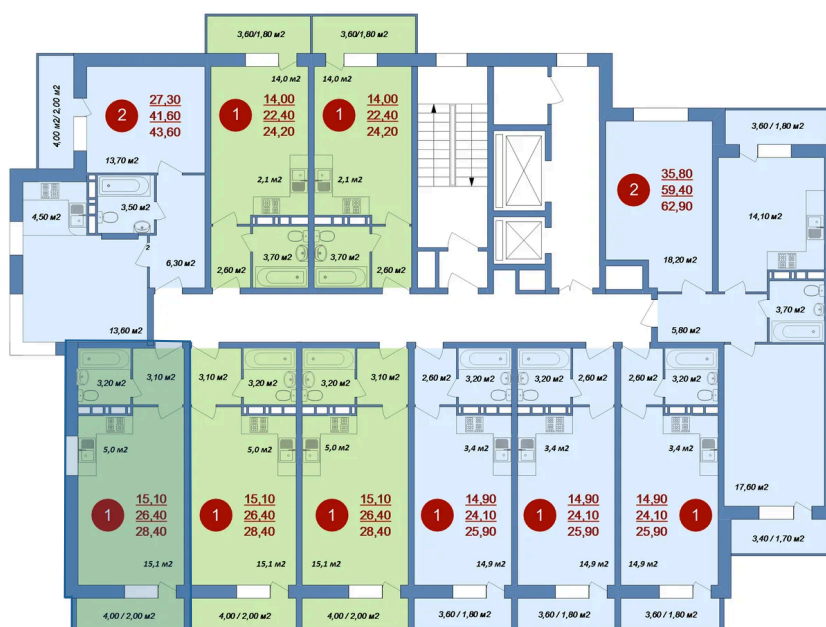 3,60/1,80 м2
3,60/1,80 м2
4,00 м2/ 2,00 м2
2
27,30
41,60
43,60
13,70 м2
14,0 м2
1
14,00
22,40
24,20
2,1 м2
14,0 м2
1
14,00
22,40
24,20
2,1 м2
3,60 / 1,80 м2
2
35,80
59,40
62,90
18,20 м2
14,10 м2
4,50 м2
3,50 м2
2
6,30 м2
13,60 м2
2,60 м2
3,70 м2
3,70 м2
2,60 м2
5,80 м2
3,70 м2
3,20 м2
3,10 м2
3,10 м2
3,20 м2
3,20 м2
3,10 м2
2,60 м2
3,20 м2
3,20 м2
2,60 м2
2,60 м2
3,20 м2
5,0 м2
5,0 м2
5,0 м2
3,4 м2
3,4 м2
3,4 м2
17,60 м2
1
15,10
26,40
28,40
1
15,10
26,40
28,40
1
15,10
26,40
28,40
1
14,90
24,10
25,90
1
14,90
24,10
25,90
14,90
24,10
25,90
1
3,40 / 1,70 м2
15,1 м2
15,1 м2
15,1 м2
14,9 м2
14,9 м2
14,9 м2
4,00 / 2,00 м2
4,00 / 2,00 м2
4,00 / 2,00 м2
3,60 / 1,80 м2
3,60 / 1,80 м2
3,60 / 1,80 м2